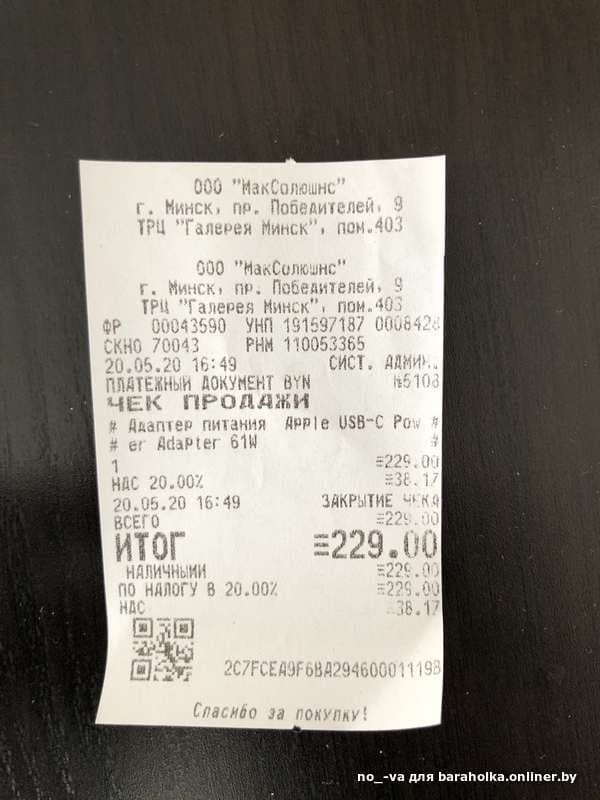 ООО "МакСолюшнс"
г. Минск, пр. Победителей, 9
ТРЦ "Галерея Минск", пом.403
ООО "МакСолюшнс"
г. Минск, пр. Победителей, 9
ТРЦ "Галерея Минск", пом.403
ФР 00043590 УНП 191597187 0008428
СКНО 70043 РНМ 110053365
20.05.20 16:49 СИСТ. АДМИН.
ПЛАТЕЖНЫЙ ДОКУМЕНТ BYN №5108
ЧЕК ПРОДАЖИ
# Адаптер питания Apple USB-C Pow #
# er Adapter 61W #
1 =229.00
НДС 20.00% =38.17
20.05.20 16:49 ЗАКРЫТИЕ ЧЕКА
ВСЕГО =229.00
ИТОГ =229.00
НАЛИЧНЫМИ =229.00
ПО НАЛОГУ В 20.00% =229.00
НДС =38.17
2C7FCEA9F6BA29460001119B
Спасибо за покупку!
no_-va для baraholka.onliner.by